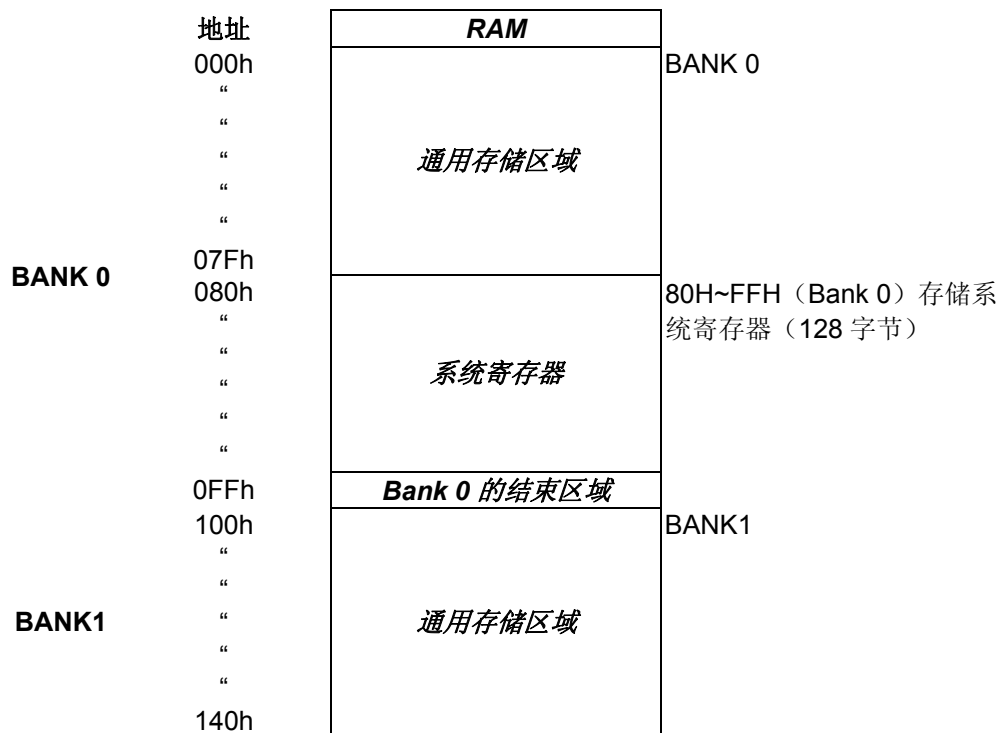 地址 RAM
000h BANK 0
“
“
“ 通用存储区域
“
“
07Fh
BANK 0
080h 80H~FFH（Bank 0）存储系
“ 统寄存器（128 字节）
“
“ 系统寄存器
“
“
0FFh Bank 0 的结束区域
100h BANK1
“
“
BANK1 “ 通用存储区域
“
“
140h